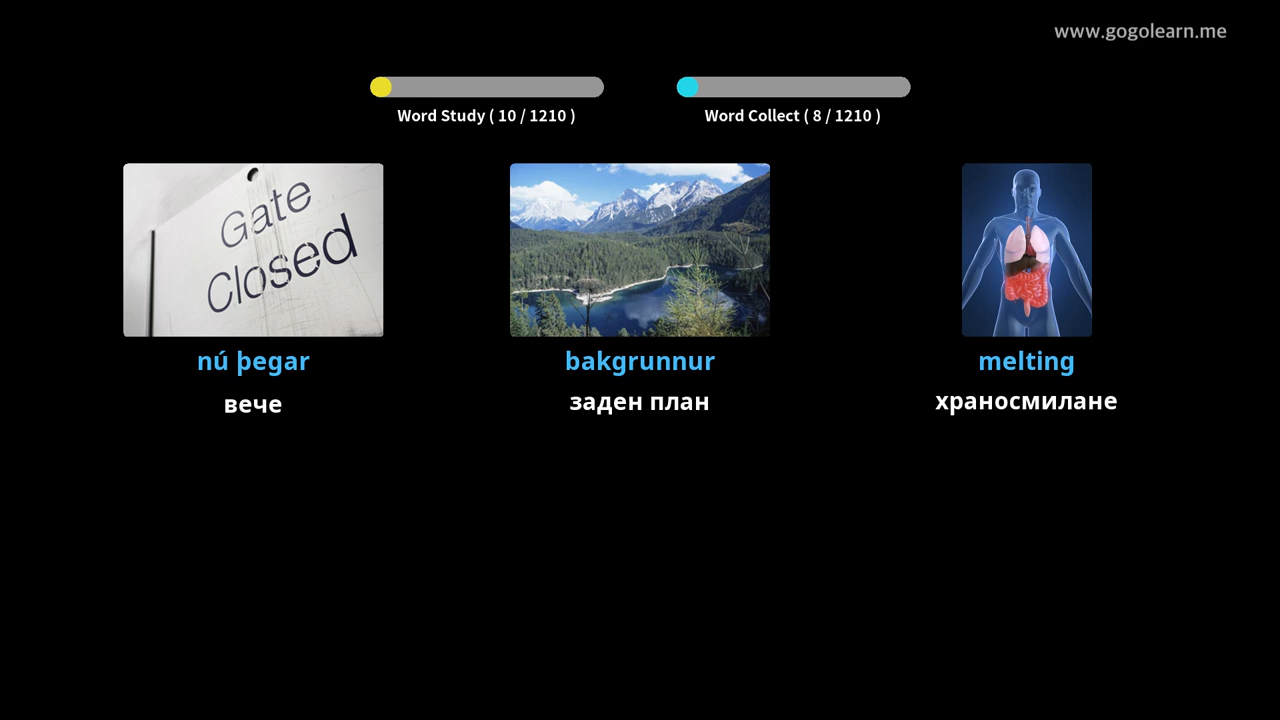 www.gogolearn.me
Word Study ( 10 / 1210 )
Word Collect ( 8 / 1210 )
Gate
Closed
nú þegar
bakgrunnur
melting
вече
заден план
храносмилане